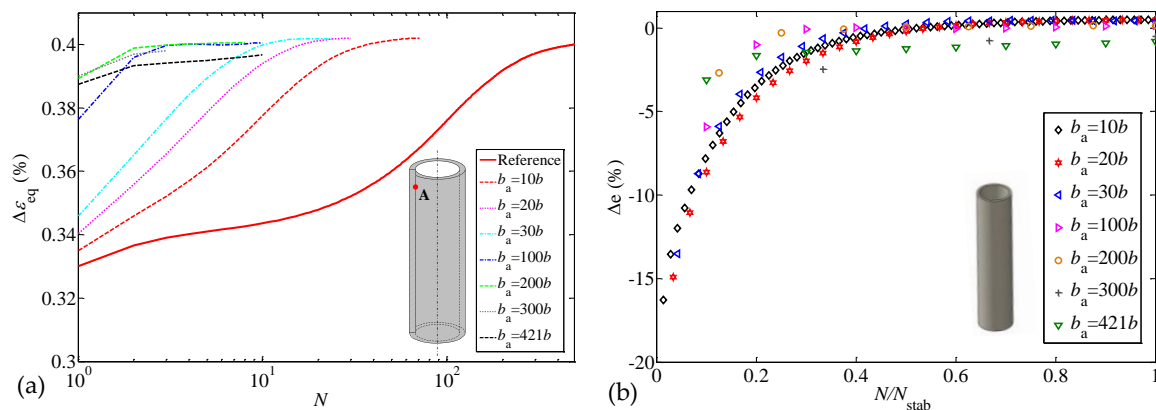 0.4
0.38
0.36
0.34
0.32
0.3
Δε_eq (%)
10^0
10^1
10^2
N
A
Reference
b_a=10b
b_a=20b
b_a=30b
b_a=100b
b_a=200b
b_a=300b
b_a=421b
(a)
0
-5
-10
-15
-20
Δe (%)
0
0.2
0.4
0.6
0.8
1
N/N_stab
b_a=10b
b_a=20b
b_a=30b
b_a=100b
b_a=200b
b_a=300b
b_a=421b
(b)